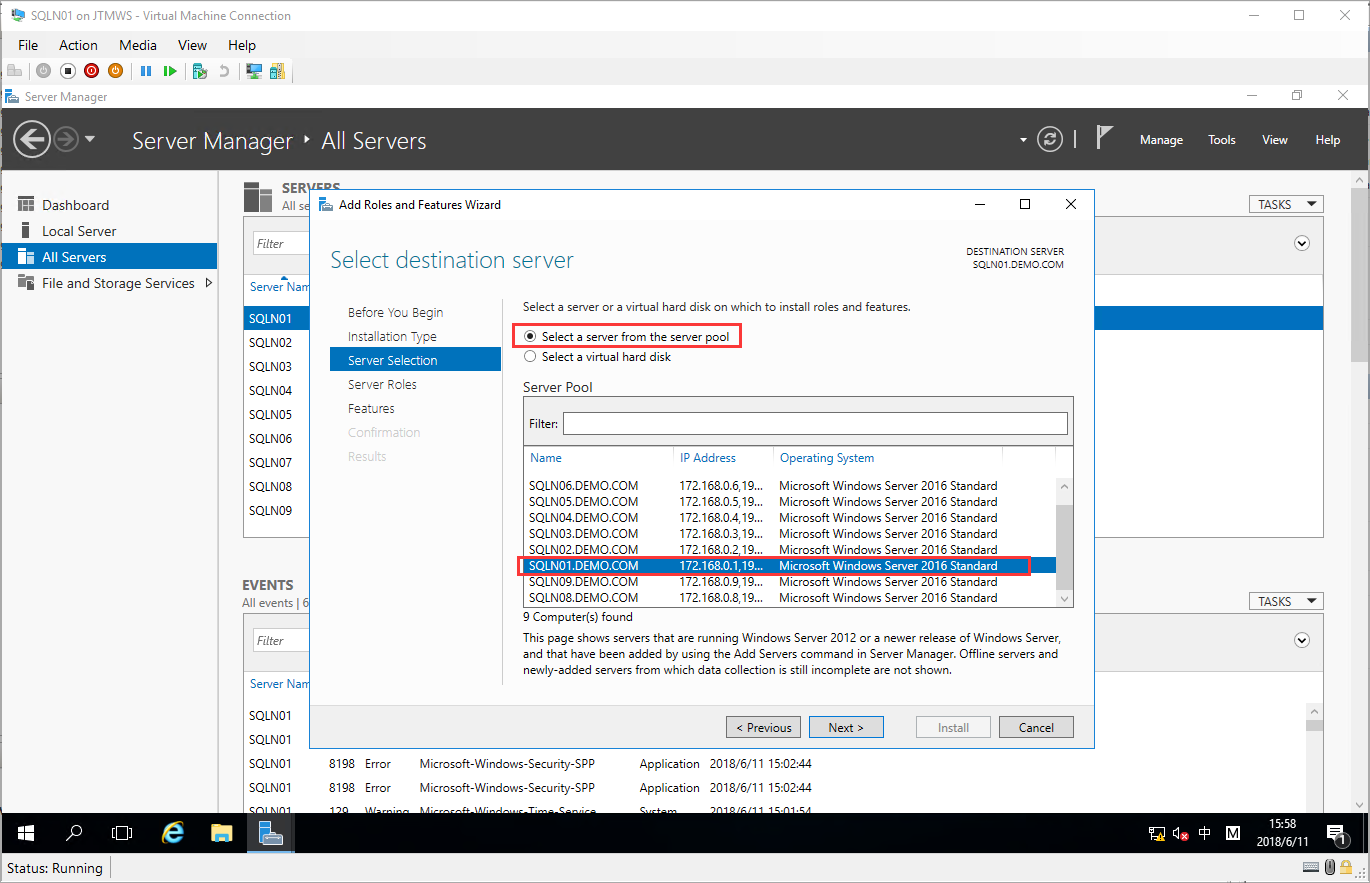 SQLN01 on JTMWS - Virtual Machine Connection
File Action Media View Help
Server Manager
Server Manager All Servers
Manage Tools View Help
Dashboard
Local Server
All Servers
File and Storage Services
SERVERS
All se
TASKS
Filter
Server Nam
SQLN01
SQLN02
SQLN03
SQLN04
SQLN05
SQLN06
SQLN07
SQLN08
SQLN09
Add Roles and Features Wizard
Select destination server
DESTINATION SERVER
SQLN01.DEMO.COM
Before You Begin
Installation Type
Server Selection
Server Roles
Features
Confirmation
Results
Select a server or a virtual hard disk on which to install roles and features.
Select a server from the server pool
Select a virtual hard disk
Server Pool
Filter:
Name IP Address Operating System
SQLN06.DEMO.COM 172.168.0.6,19... Microsoft Windows Server 2016 Standard
SQLN05.DEMO.COM 172.168.0.5,19... Microsoft Windows Server 2016 Standard
SQLN04.DEMO.COM 172.168.0.4,19... Microsoft Windows Server 2016 Standard
SQLN03.DEMO.COM 172.168.0.3,19... Microsoft Windows Server 2016 Standard
SQLN02.DEMO.COM 172.168.0.2,19... Microsoft Windows Server 2016 Standard
SQLN01.DEMO.COM 172.168.0.1,19... Microsoft Windows Server 2016 Standard
SQLN09.DEMO.COM 172.168.0.9,19... Microsoft Windows Server 2016 Standard
SQLN08.DEMO.COM 172.168.0.8,19... Microsoft Windows Server 2016 Standard
9 Computer(s) found
This page shows servers that are running Windows Server 2012 or a newer release of Windows Server,
and that have been added by using the Add Servers command in Server Manager. Offline servers and
newly-added servers from which data collection is still incomplete are not shown.
< Previous Next > Install Cancel
EVENTS
All events | 6
TASKS
Filter
Server Nam
SQLN01
SQLN01
SQLN01 8198 Error Microsoft-Windows-Security-SPP Application 2018/6/11 15:02:44
SQLN01 8198 Error Microsoft-Windows-Security-SPP Application 2018/6/11 15:02:44
SQLN01 129 Warning Microsoft-Windows-Time-Service System 2018/6/11 15:01:54
中 M 15:58
2018/6/11
1
Status: Running